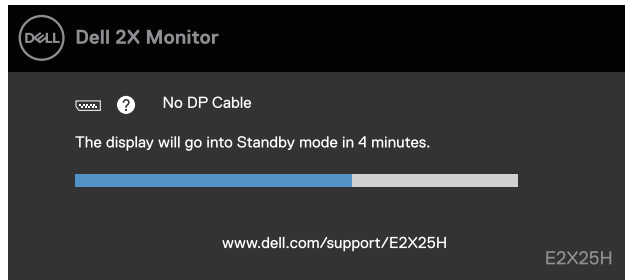 DELL Dell 2X Monitor
? No DP Cable
The display will go into Standby mode in 4 minutes.
www.dell.com/support/E2X25H
E2X25H